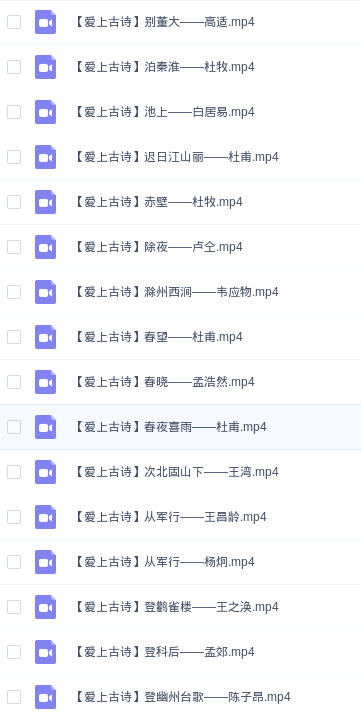 【爱上古诗】别董大——高适.mp4
【爱上古诗】泊秦淮——杜牧.mp4
【爱上古诗】池上——白居易.mp4
【爱上古诗】迟日江山丽——杜甫.mp4
【爱上古诗】赤壁——杜牧.mp4
【爱上古诗】除夜——卢仝.mp4
【爱上古诗】滁州西涧——韦应物.mp4
【爱上古诗】春望——杜甫.mp4
【爱上古诗】春晓——孟浩然.mp4
【爱上古诗】春夜喜雨——杜甫.mp4
【爱上古诗】次北固山下——王湾.mp4
【爱上古诗】从军行——王昌龄.mp4
【爱上古诗】从军行——杨炯.mp4
【爱上古诗】登鹳雀楼——王之涣.mp4
【爱上古诗】登科后——孟郊.mp4
【爱上古诗】登幽州台歌——陈子昂.mp4